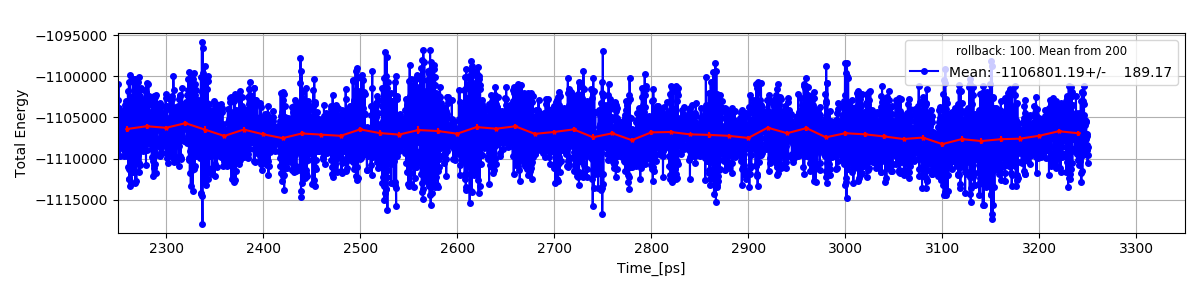 rollback: 100. Mean from 200
Mean: -1106801.19+/- 189.17
Total Energy
−1095000
−1100000
−1105000
−1110000
−1115000
2300 2400 2500 2600 2700 2800 2900 3000 3100 3200 3300
Time_[ps]